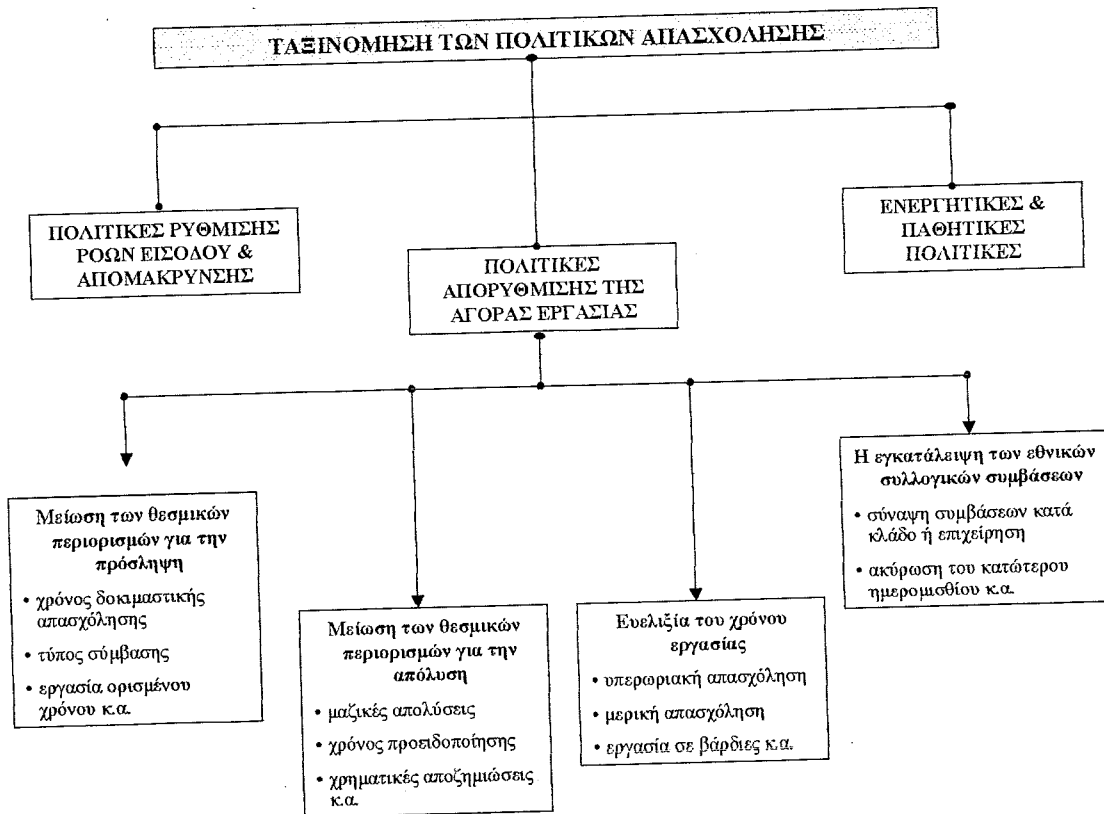 ΤΑΞΙΝΟΜΗΣΗ ΤΩΝ ΠΟΛΙΤΙΚΩΝ ΑΠΑΣΧΟΛΗΣΗΣ
ΠΟΛΙΤΙΚΕΣ ΡΥΘΜΙΣΗΣ
ΡΟΩΝ ΕΙΣΟΔΟΥ &
ΑΠΟΜΑΚΡΥΝΣΗΣ
ΠΟΛΙΤΙΚΕΣ
ΑΠΟΡΥΘΜΙΣΗΣ ΤΗΣ
ΑΓΟΡΑΣ ΕΡΓΑΣΙΑΣ
ΕΝΕΡΓΗΤΙΚΕΣ &
ΠΑΘΗΤΙΚΕΣ
ΠΟΛΙΤΙΚΕΣ
Μείωση των θεσμικών
περιορισμών για την
πρόσληψη
• χρόνος δοκιμαστικής
απασχόλησης
• τύπος σύμβασης
• εργασία ορισμένου
χρόνου κ.α.
Μείωση των θεσμικών
περιορισμών για την
απόλυση
• μαζικές απολύσεις
• χρόνος προειδοποίησης
• χρηματικές αποζημιώσεις
κ.α.
Ευελιξία του χρόνου
εργασίας
• υπερωριακή απασχόληση
• μερική απασχόληση
• εργασία σε βάρδιες κ.α.
Η εγκατάλειψη των εθνικών
συλλογικών συμβάσεων
• σύναψη συμβάσεων κατά
κλάδο ή επιχείρηση
• ακύρωση του κατώτερου
ημερομισθίου κ.α.